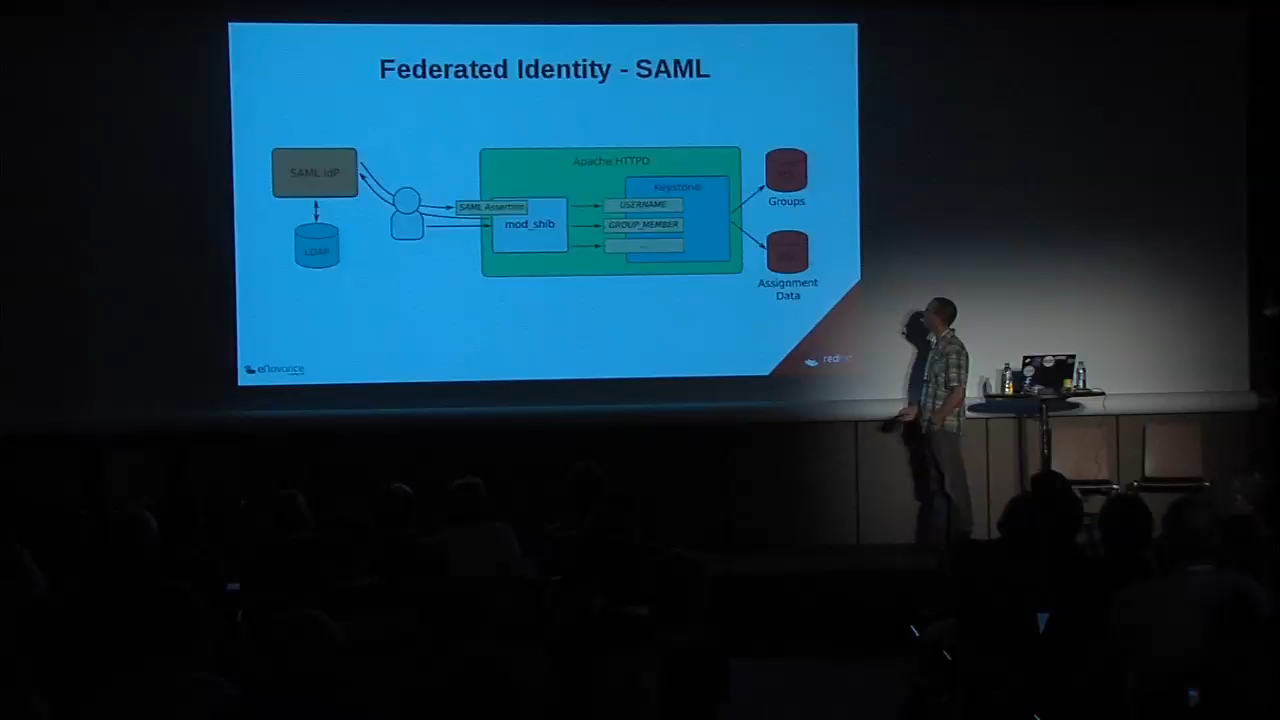 Federated Identity - SAML
Apache HTTPD
SAML IdP
Keystone
SAML Assertion
USERNAME
mod_shib
GROUP_MEMBER
...
LDAP
Groups
Assignment
Data
eNovance